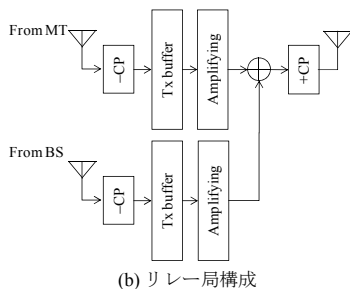 From MT
−CP
Tx buffer
Amplifying
+CP
From BS
−CP
Tx buffer
Amplifying
(b) リレー局構成